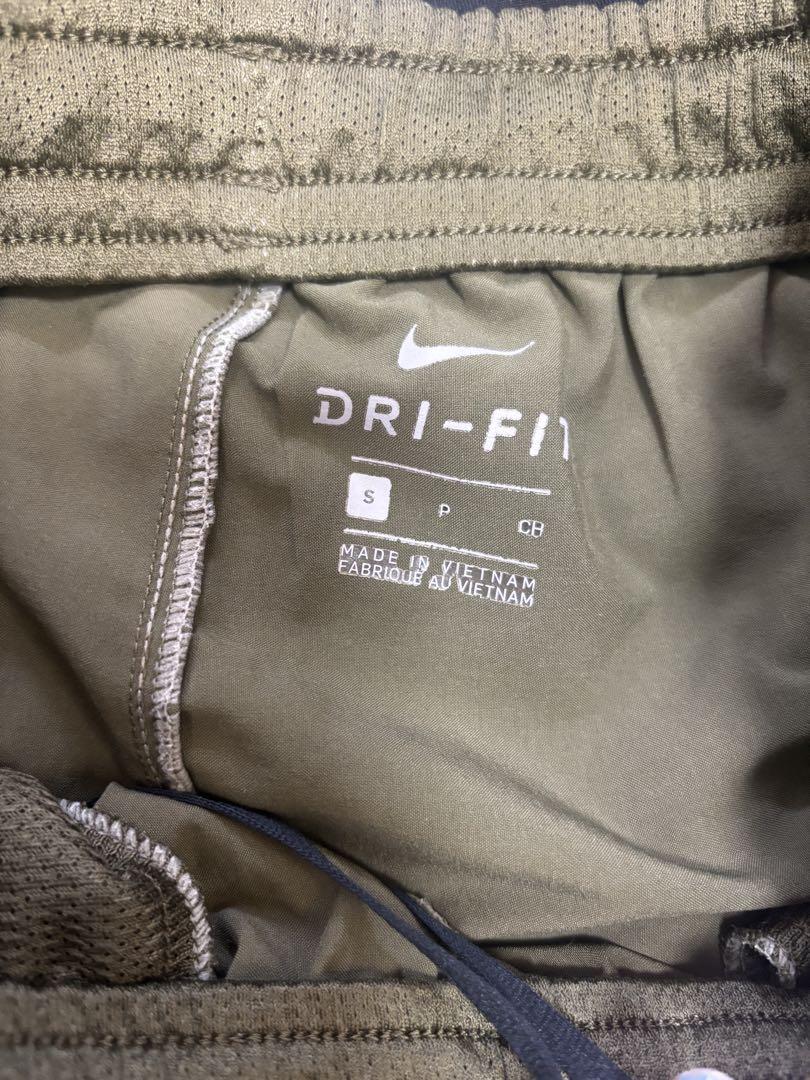 DRI-FIT
S P CH
MADE IN VIETNAM
FABRIQUÉ AU VIETNAM